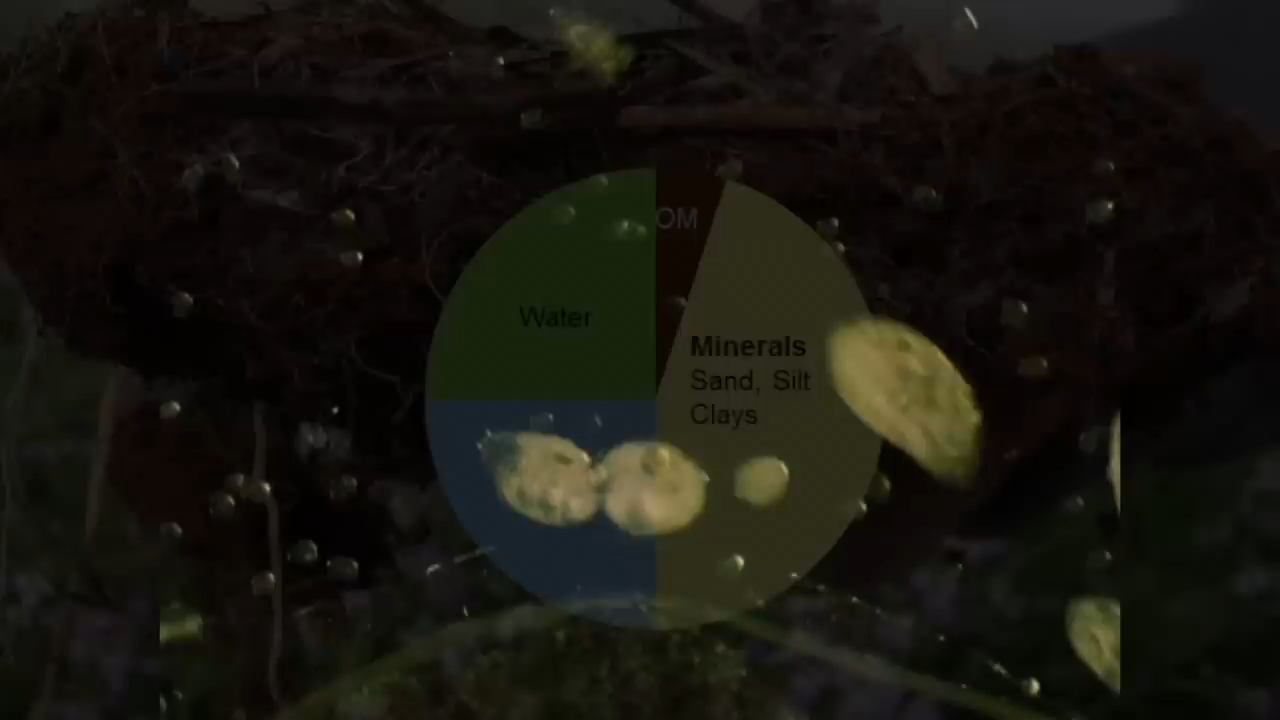 OM
Water
Minerals
Sand, Silt
Clays